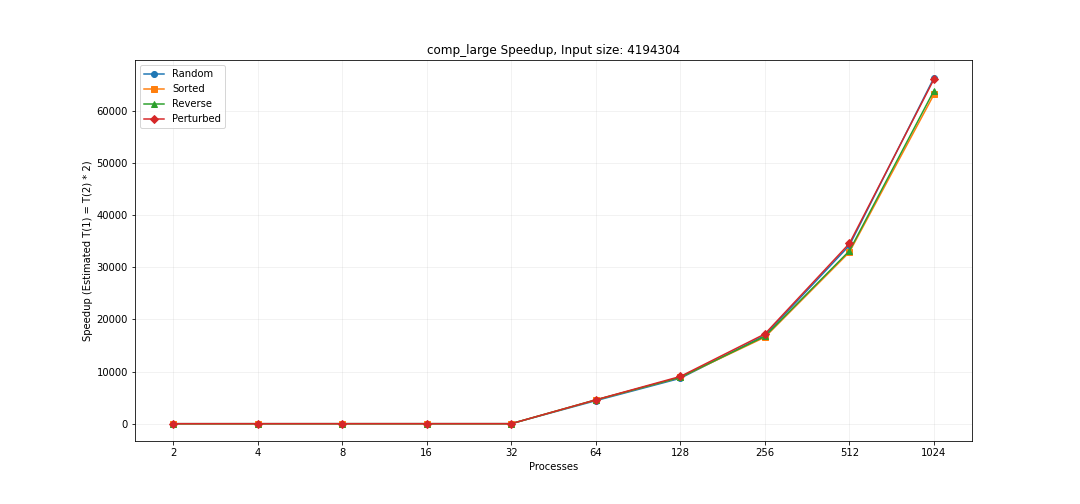 comp_large Speedup, Input size: 4194304
Random
Sorted
Reverse
Perturbed
Speedup (Estimated T(1) = T(2) * 2)
60000
50000
40000
30000
20000
10000
0
2 4 8 16 32 64 128 256 512 1024
Processes